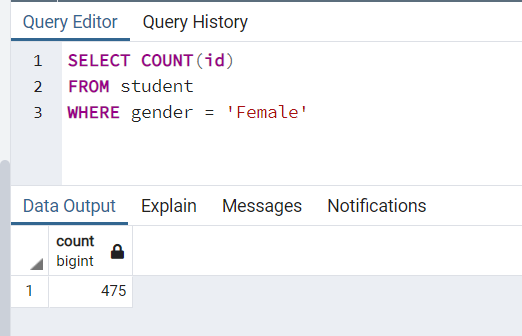 Query Editor Query History
1 SELECT COUNT(id)
2 FROM student
3 WHERE gender = 'Female'
Data Output Explain Messages Notifications
count
bigint
1 475